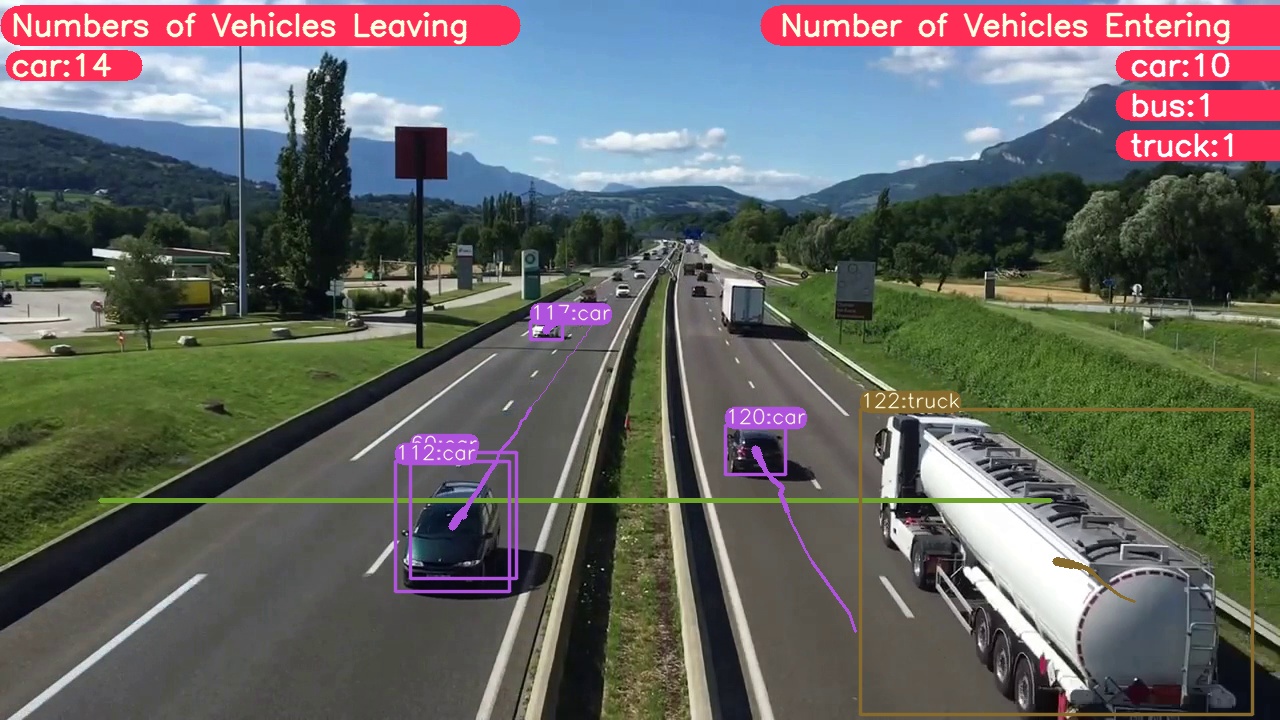 Numbers of Vehicles Leaving
car:14
Number of Vehicles Entering
car:10
bus:1
truck:1
117:car
122:truck
120:car
112:car